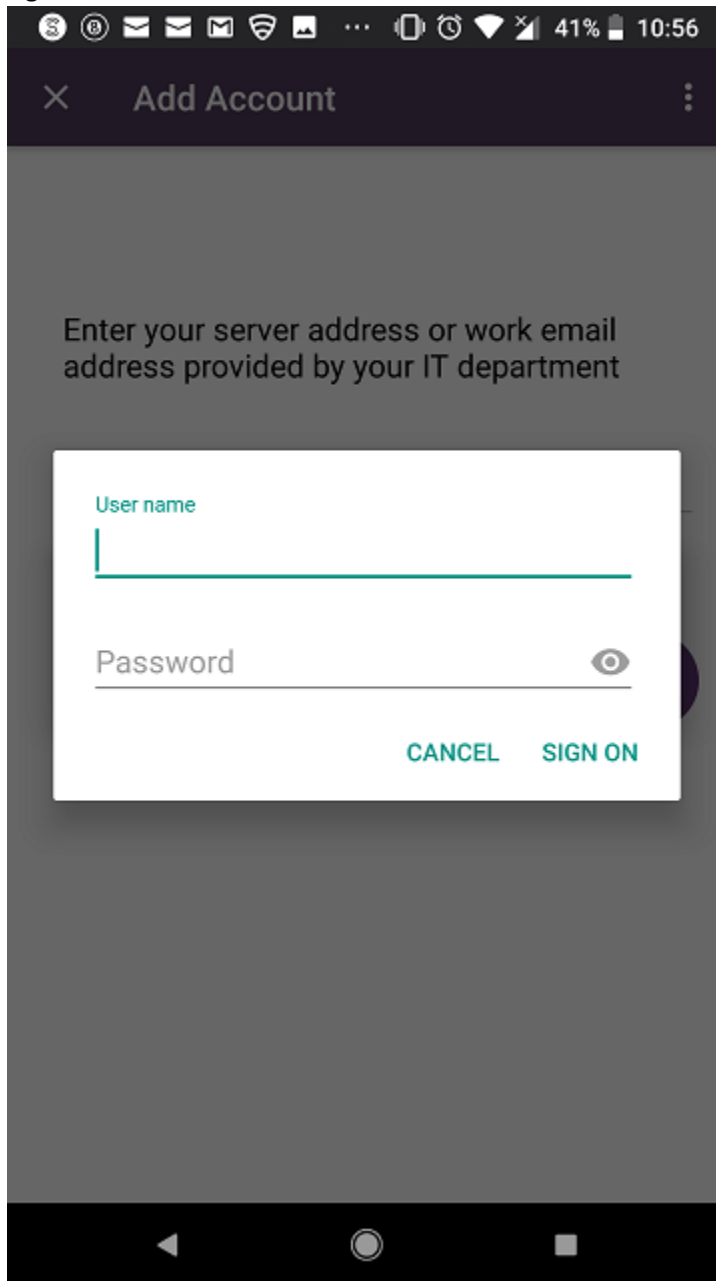 41% 10:56
Add Account
Enter your server address or work email
address provided by your IT department
User name
Password
CANCEL SIGN ON